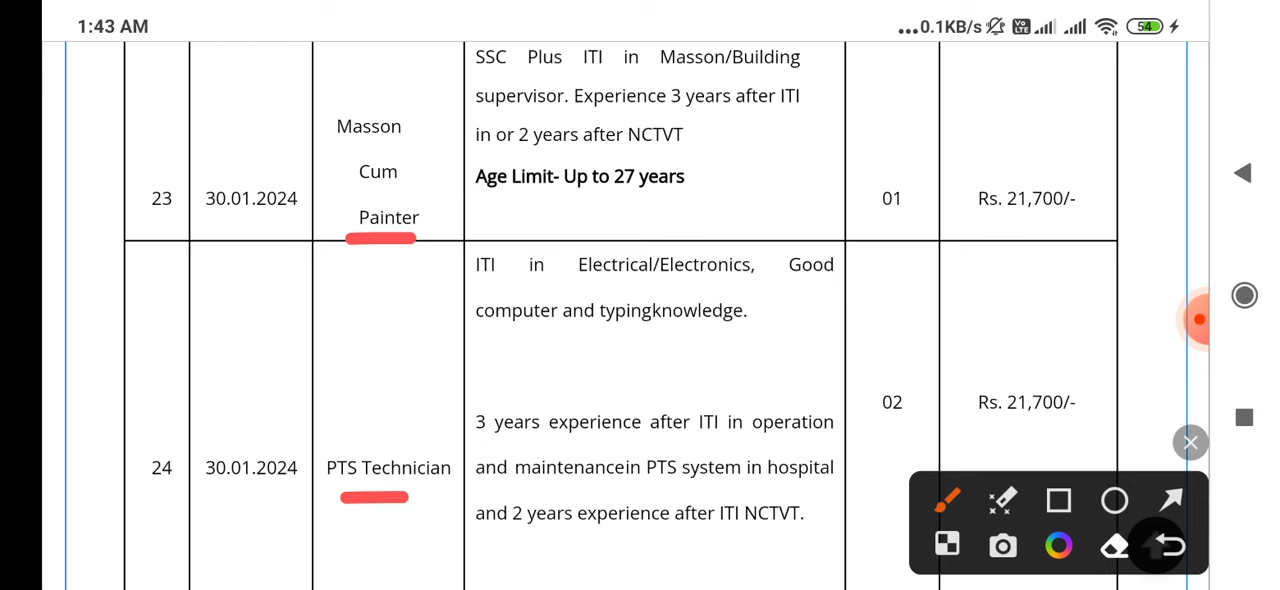 1:43 AM
...0.1KB/s
Vo
LTE
54
SSC Plus ITI in Masson/Building
supervisor. Experience 3 years after ITI
in or 2 years after NCTVT
Age Limit- Up to 27 years
23
30.01.2024
Masson
Cum
Painter
01
Rs. 21,700/-
ITI in Electrical/Electronics, Good
computer and typingknowledge.
3 years experience after ITI in operation
and maintenancein PTS system in hospital
and 2 years experience after ITI NCTVT.
24
30.01.2024
PTS Technician
02
Rs. 21,700/-